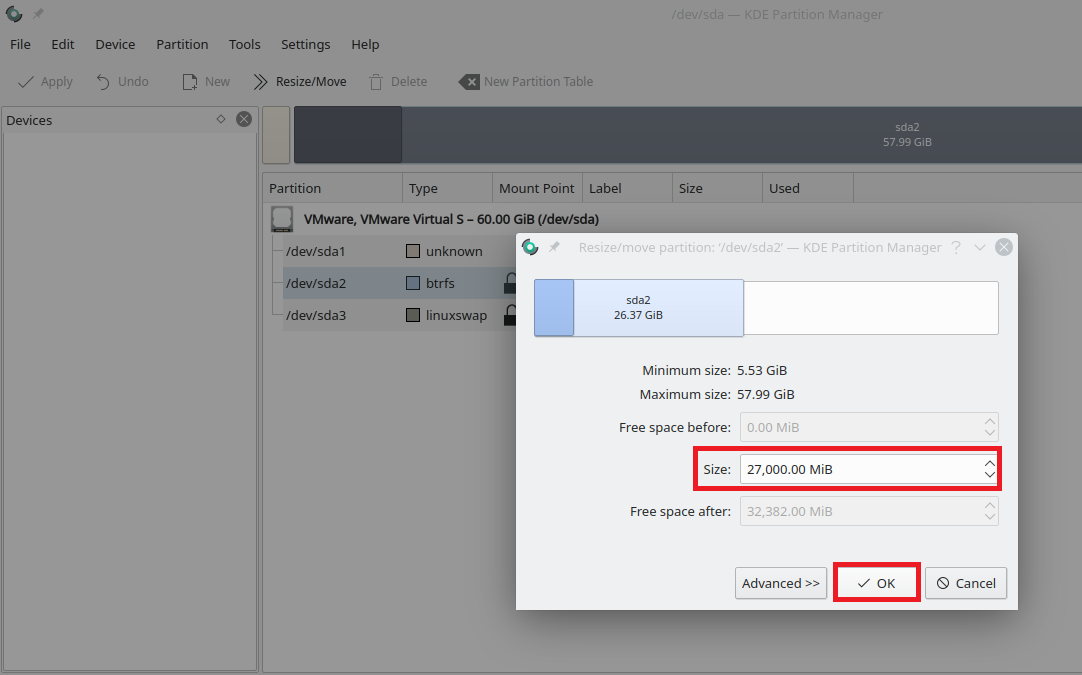 /dev/sda — KDE Partition Manager
File Edit Device Partition Tools Settings Help
Apply Undo New Resize/Move Delete New Partition Table
Devices
sda2
57.99 GiB
Partition Type Mount Point Label Size Used
VMware, VMware Virtual S – 60.00 GiB (/dev/sda)
/dev/sda1 unknown
/dev/sda2 btrfs
/dev/sda3 linuxswap
Resize/move partition: ‘/dev/sda2’ — KDE Partition Manager
sda2
26.37 GiB
Minimum size: 5.53 GiB
Maximum size: 57.99 GiB
Free space before: 0.00 MiB
Size: 27,000.00 MiB
Free space after: 32,382.00 MiB
Advanced >> OK Cancel